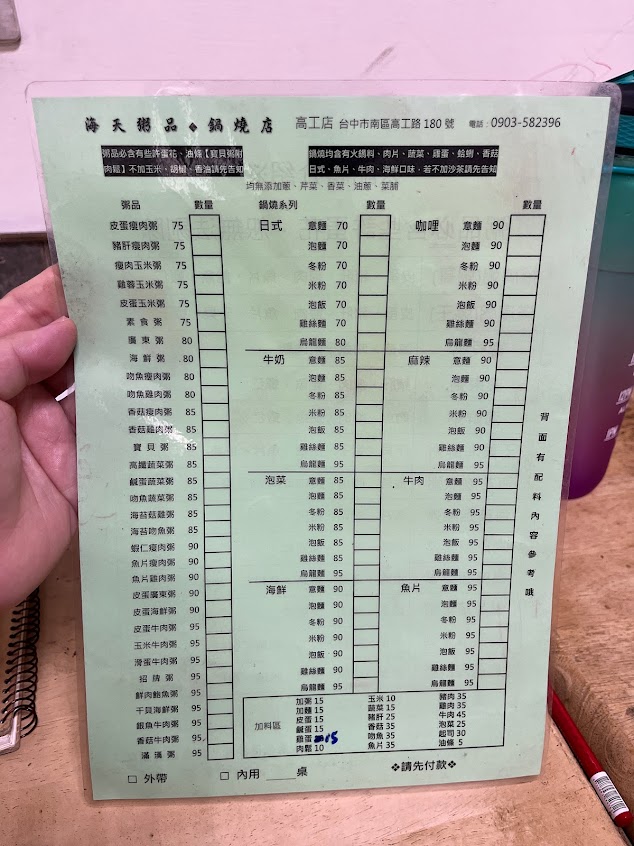 海天粥品◆鍋燒店 高工店 台中市南區高工路180號 電話：0903-582396
粥品必含有些許蛋花、油條【寶貝粥附
肉鬆】不加玉米、胡椒、香油請先告知
鍋燒均含有火鍋料、肉片、蔬菜、雞蛋、蛤蜊、香菇
日式、魚片、牛肉、海鮮口味，若不加沙茶請先告知
均無添加蔥、芹菜、香菜、油蔥、菜脯
粥品 數量
皮蛋瘦肉粥 75
豬肝瘦肉粥 75
瘦肉玉米粥 75
雞蓉玉米粥 75
皮蛋玉米粥 75
素食粥 75
廣東粥 80
海鮮粥 80
吻魚瘦肉粥 80
吻魚雞肉粥 80
香菇瘦肉粥 85
香菇雞肉粥 85
寶貝粥 85
高纖蔬菜粥 85
鹹蛋蔬菜粥 85
吻魚蔬菜粥 85
海苔菇雞粥 85
海苔吻魚粥 85
蝦仁瘦肉粥 90
魚片瘦肉粥 90
魚片雞肉粥 90
皮蛋廣東粥 90
皮蛋海鮮粥 90
皮蛋牛肉粥 95
玉米牛肉粥 95
滑蛋牛肉粥 95
招牌粥 95
鮮肉鮑魚粥 95
干貝海鮮粥 95
銀魚牛肉粥 95
香菇牛肉粥 95
滿粥 95
鍋燒系列 數量
日式 意麵 70
泡麵 70
冬粉 70
米粉 70
泡飯 70
雞絲麵 70
烏龍麵 80
牛奶 意麵 85
泡麵 85
冬粉 85
米粉 85
泡飯 85
雞絲麵 85
烏龍麵 95
泡菜 意麵 85
泡麵 85
冬粉 85
米粉 85
泡飯 85
雞絲麵 85
烏龍麵 95
海鮮 意麵 90
泡麵 90
冬粉 90
米粉 90
泡飯 90
雞絲麵 90
烏龍麵 95
數量
咖哩 意麵 90
泡麵 90
冬粉 90
米粉 90
泡飯 90
雞絲麵 90
烏龍麵 95
麻辣 意麵 90
泡麵 90
冬粉 90
米粉 90
泡飯 90
雞絲麵 90
烏龍麵 95
牛肉 意麵 95
泡麵 95
冬粉 95
米粉 95
泡飯 95
雞絲麵 95
烏龍麵 95
魚片 意麵 95
泡麵 95
冬粉 95
米粉 95
泡飯 95
雞絲麵 95
烏龍麵 95
背面有配料內容參考哦
加料區
加粥 15 玉米 10 豬肉 35
加麵 15 蔬菜 15 雞肉 35
皮蛋 15 豬肝 25 牛肉 45
鹹蛋 15 香菇 35 泡菜 25
雞蛋 15 吻魚 35 起司 30
肉鬆 10 魚片 35 油條 5
□ 外帶 □ 內用 ____桌 ❖請先付款❖